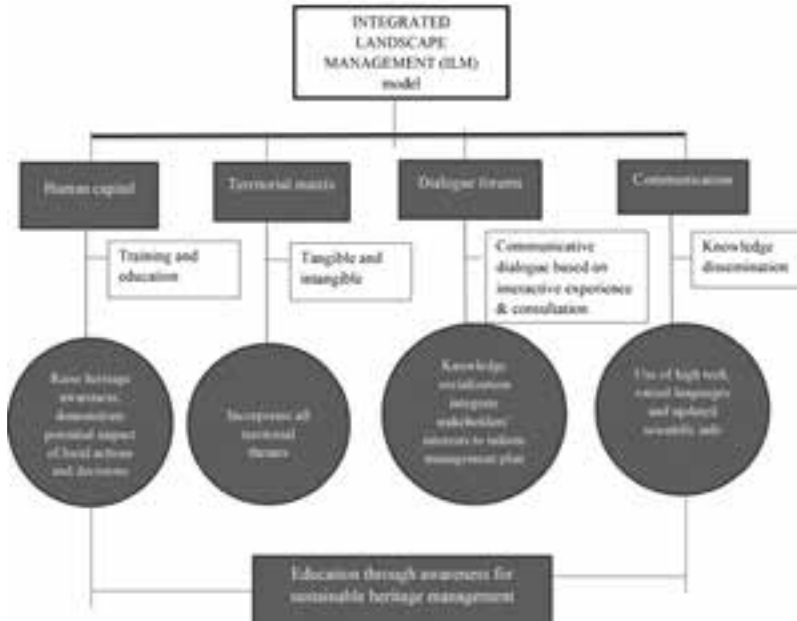 INTEGRATED
LANDSCAPE
MANAGEMENT (ILM)
model
Human capital
Territorial matrix
Dialogue forums
Communication
Training and
education
Tangible and
intangible
Communicative
dialogue based on
interactive experience
& consultation
Knowledge
dissemination
Raise heritage
awareness,
demonstrate
potential impact
of local actions
and decisions
Incorporate all
territorial
Knowledge
socialization:
integrate
stakeholders'
interests to inform
management plan
Use of high tech,
varied languages
and updated
scientific info
Education through awareness for
sustainable heritage management